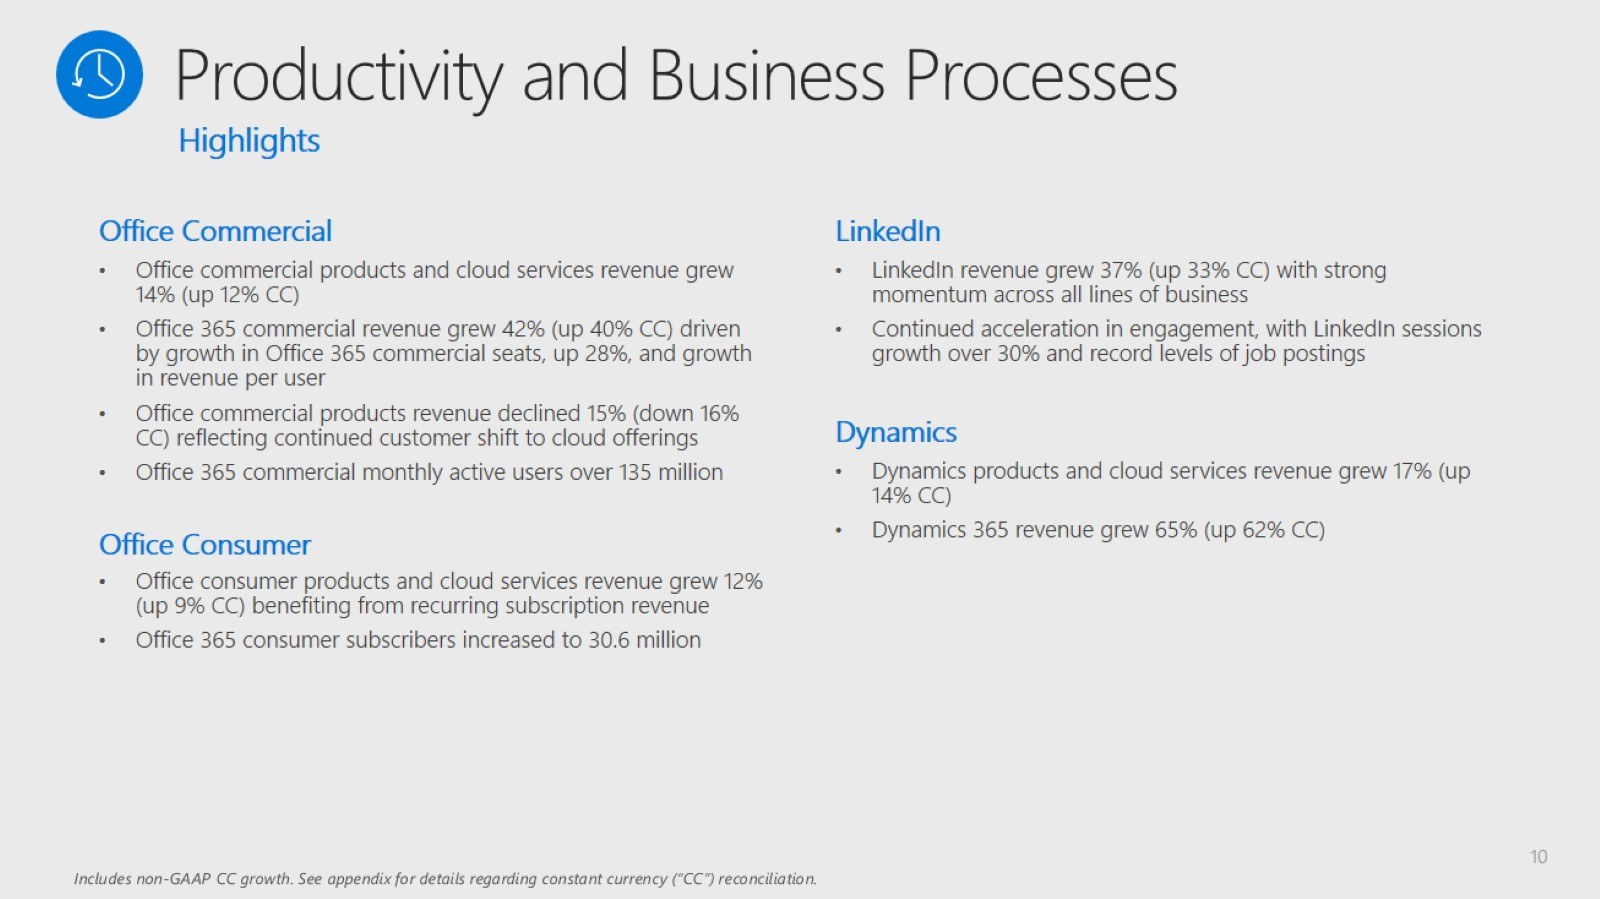 Productivity and Business Processes
Highlights
Office Commercial
• Office commercial products and cloud services revenue grew
14% (up 12% CC)
• Office 365 commercial revenue grew 42% (up 40% CC) driven
by growth in Office 365 commercial seats, up 28%, and growth
in revenue per user
• Office commercial products revenue declined 15% (down 16%
CC) reflecting continued customer shift to cloud offerings
• Office 365 commercial monthly active users over 135 million
Office Consumer
• Office consumer products and cloud services revenue grew 12%
(up 9% CC) benefiting from recurring subscription revenue
• Office 365 consumer subscribers increased to 30.6 million
LinkedIn
• LinkedIn revenue grew 37% (up 33% CC) with strong
momentum across all lines of business
• Continued acceleration in engagement, with LinkedIn sessions
growth over 30% and record levels of job postings
Dynamics
• Dynamics products and cloud services revenue grew 17% (up
14% CC)
• Dynamics 365 revenue grew 65% (up 62% CC)
10
Includes non-GAAP CC growth. See appendix for details regarding constant currency (“CC”) reconciliation.